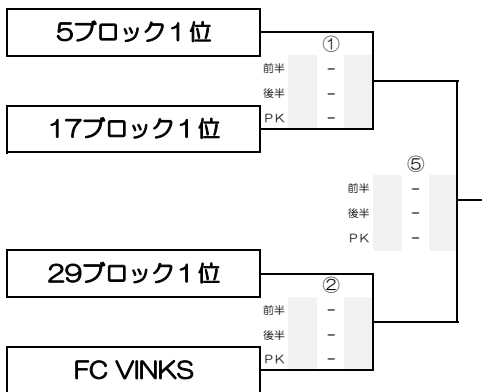 5ブロック1位
①
前半 -
後半 -
PK -
17ブロック1位
⑤
前半 -
後半 -
PK -
29ブロック1位
②
前半 -
後半 -
PK -
FC VINKS